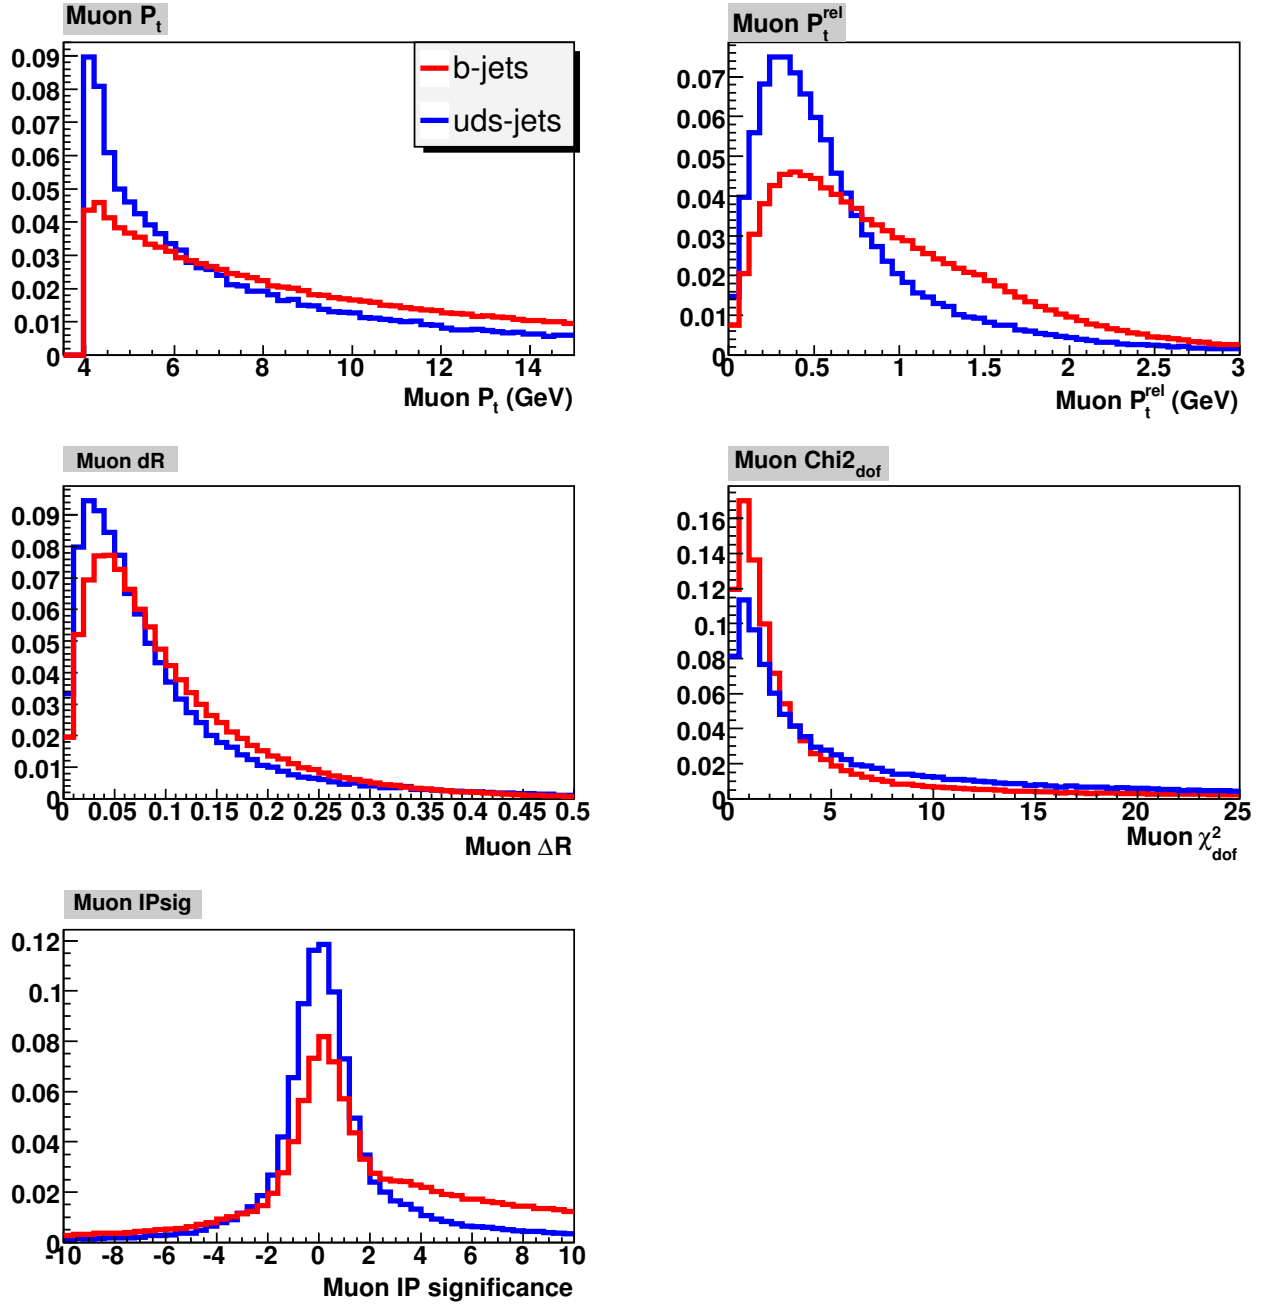 Muon P_t
0.09
0.08
0.07
0.06
0.05
0.04
0.03
0.02
0.01
0
4 6 8 10 12 14
Muon P_t (GeV)
b-jets
uds-jets
Muon P_t^rel
0.07
0.06
0.05
0.04
0.03
0.02
0.01
0
0 0.5 1 1.5 2 2.5 3
Muon P_t^rel (GeV)
Muon dR
0.09
0.08
0.07
0.06
0.05
0.04
0.03
0.02
0.01
0
0 0.05 0.1 0.15 0.2 0.25 0.3 0.35 0.4 0.45 0.5
Muon ΔR
Muon Chi2_dof
0.16
0.14
0.12
0.1
0.08
0.06
0.04
0.02
0
0 5 10 15 20 25
Muon χ²_dof
Muon IPsig
0.12
0.1
0.08
0.06
0.04
0.02
0
-10 -8 -6 -4 -2 0 2 4 6 8 10
Muon IP significance